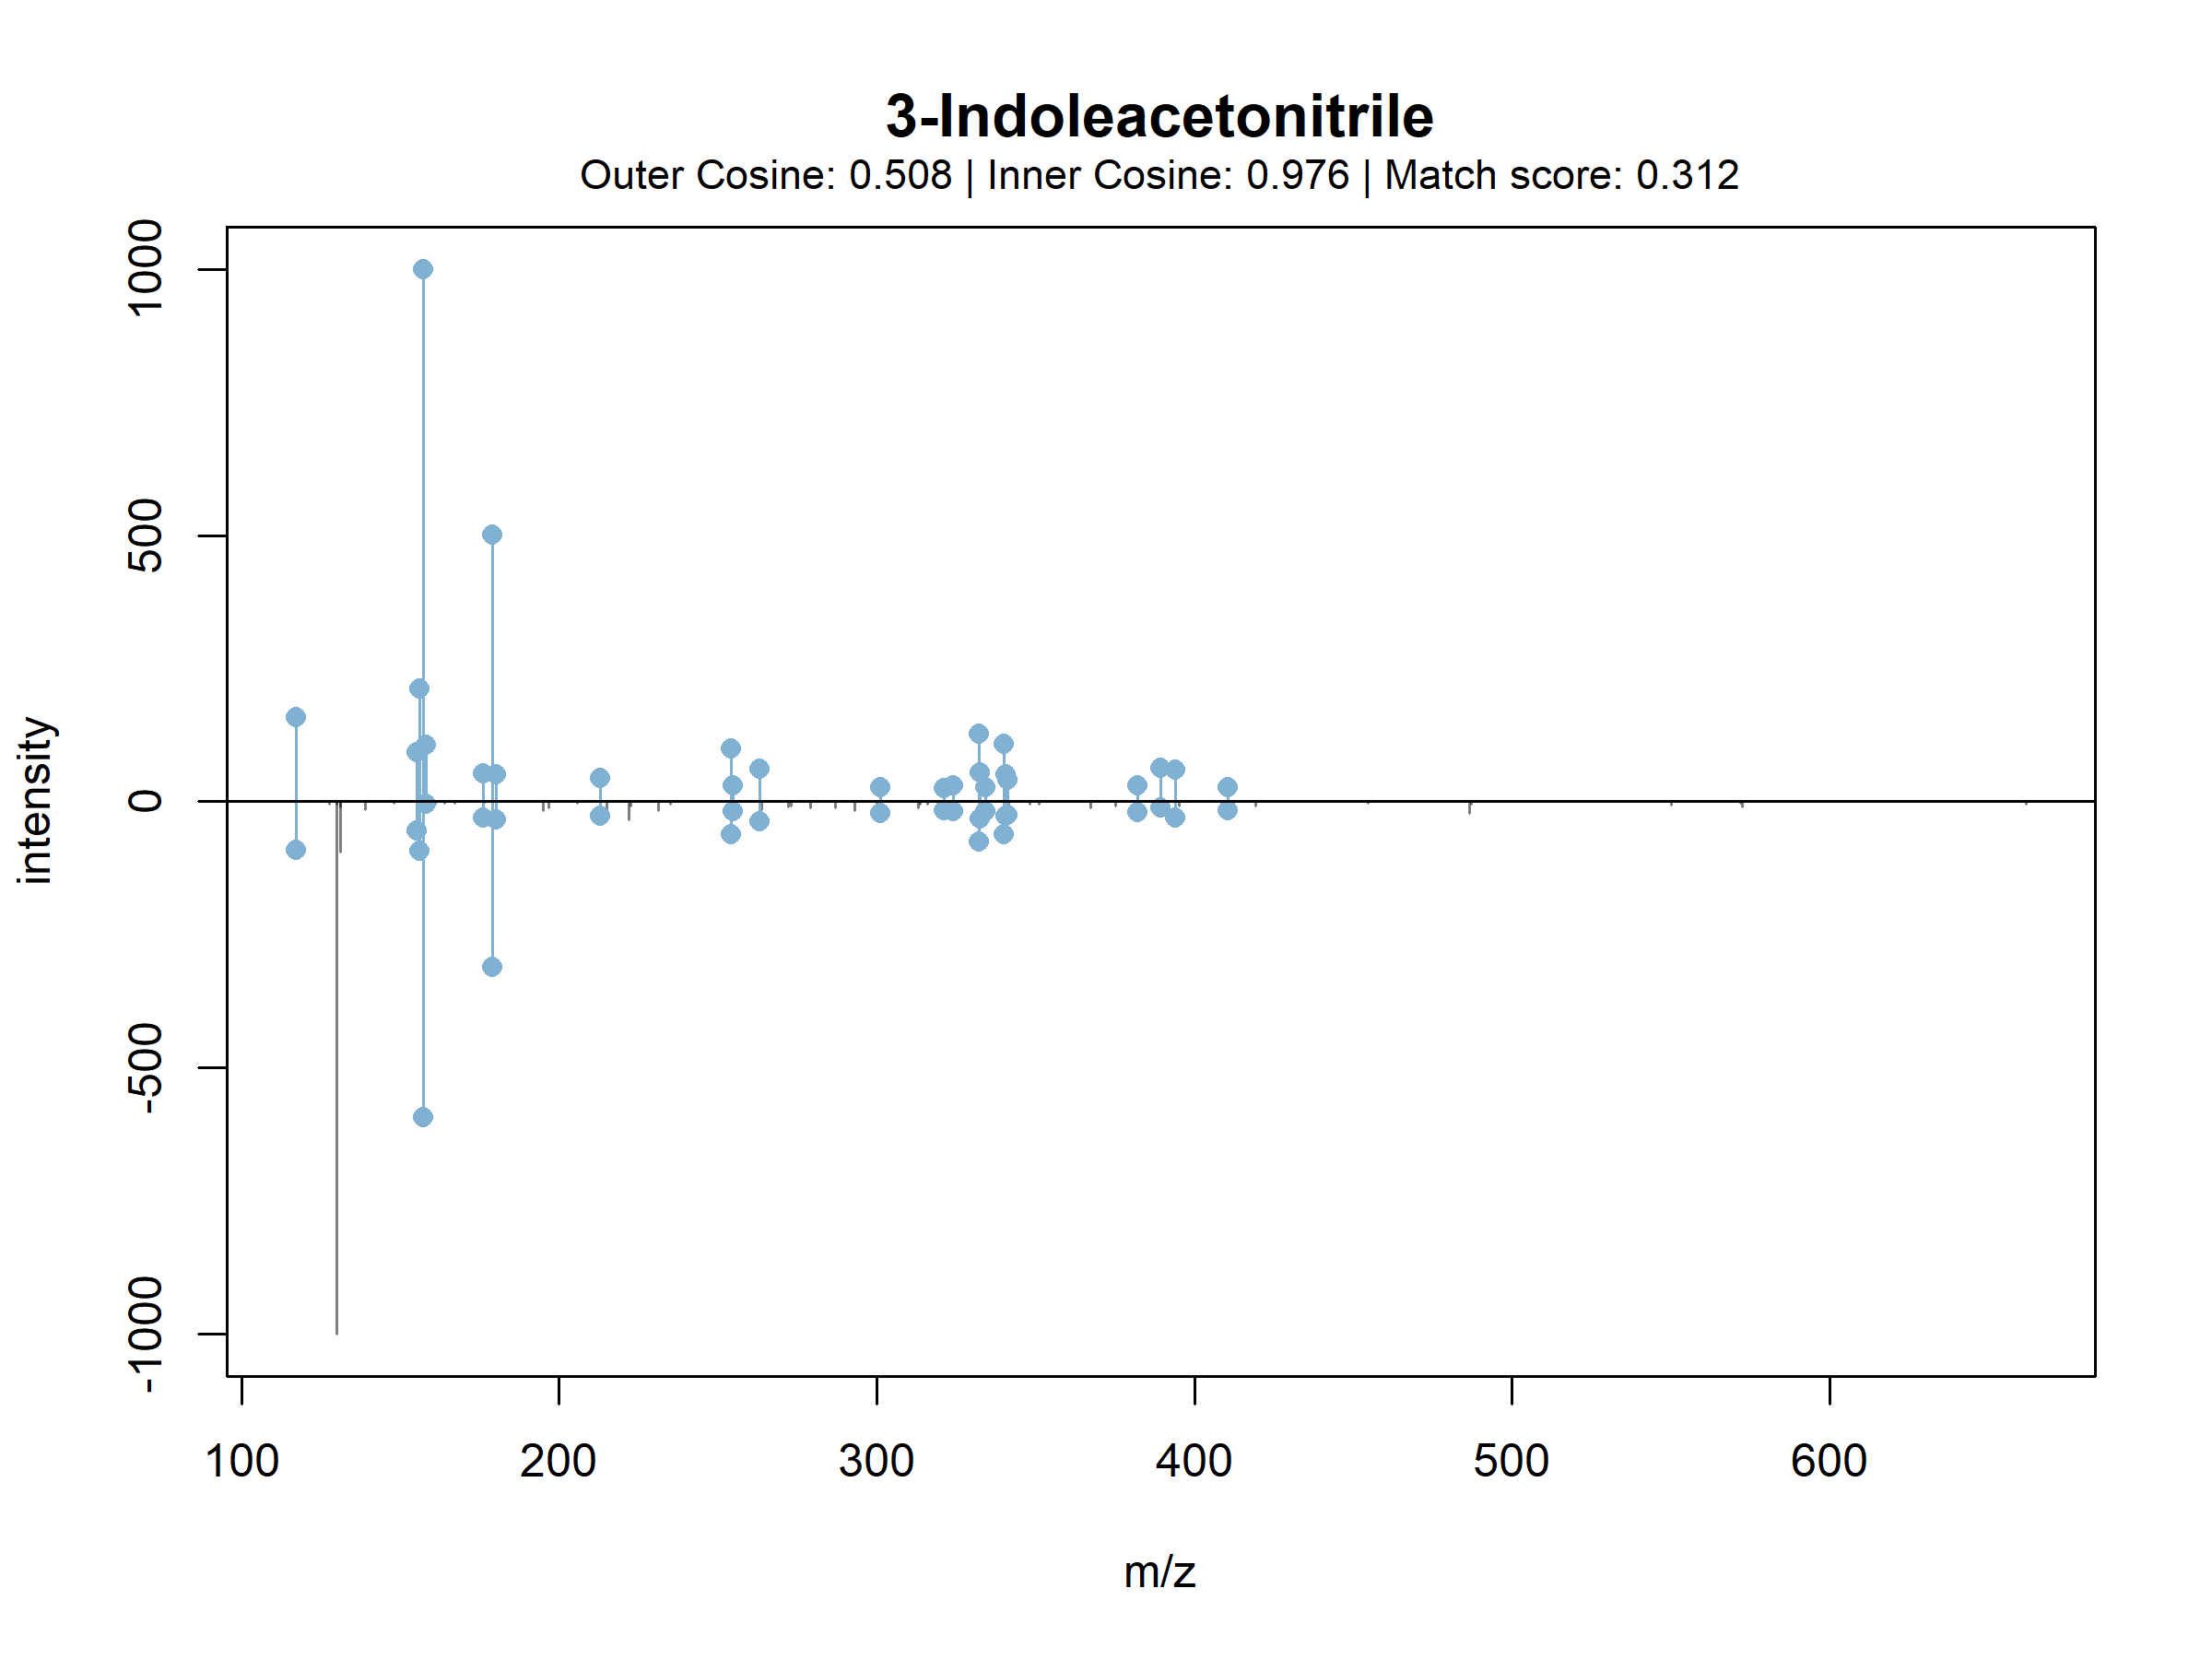 3-Indoleacetonitrile
Outer Cosine: 0.508 | Inner Cosine: 0.976 | Match score: 0.312
1000
500
0
-500
-1000
intensity
100 200 300 400 500 600
m/z